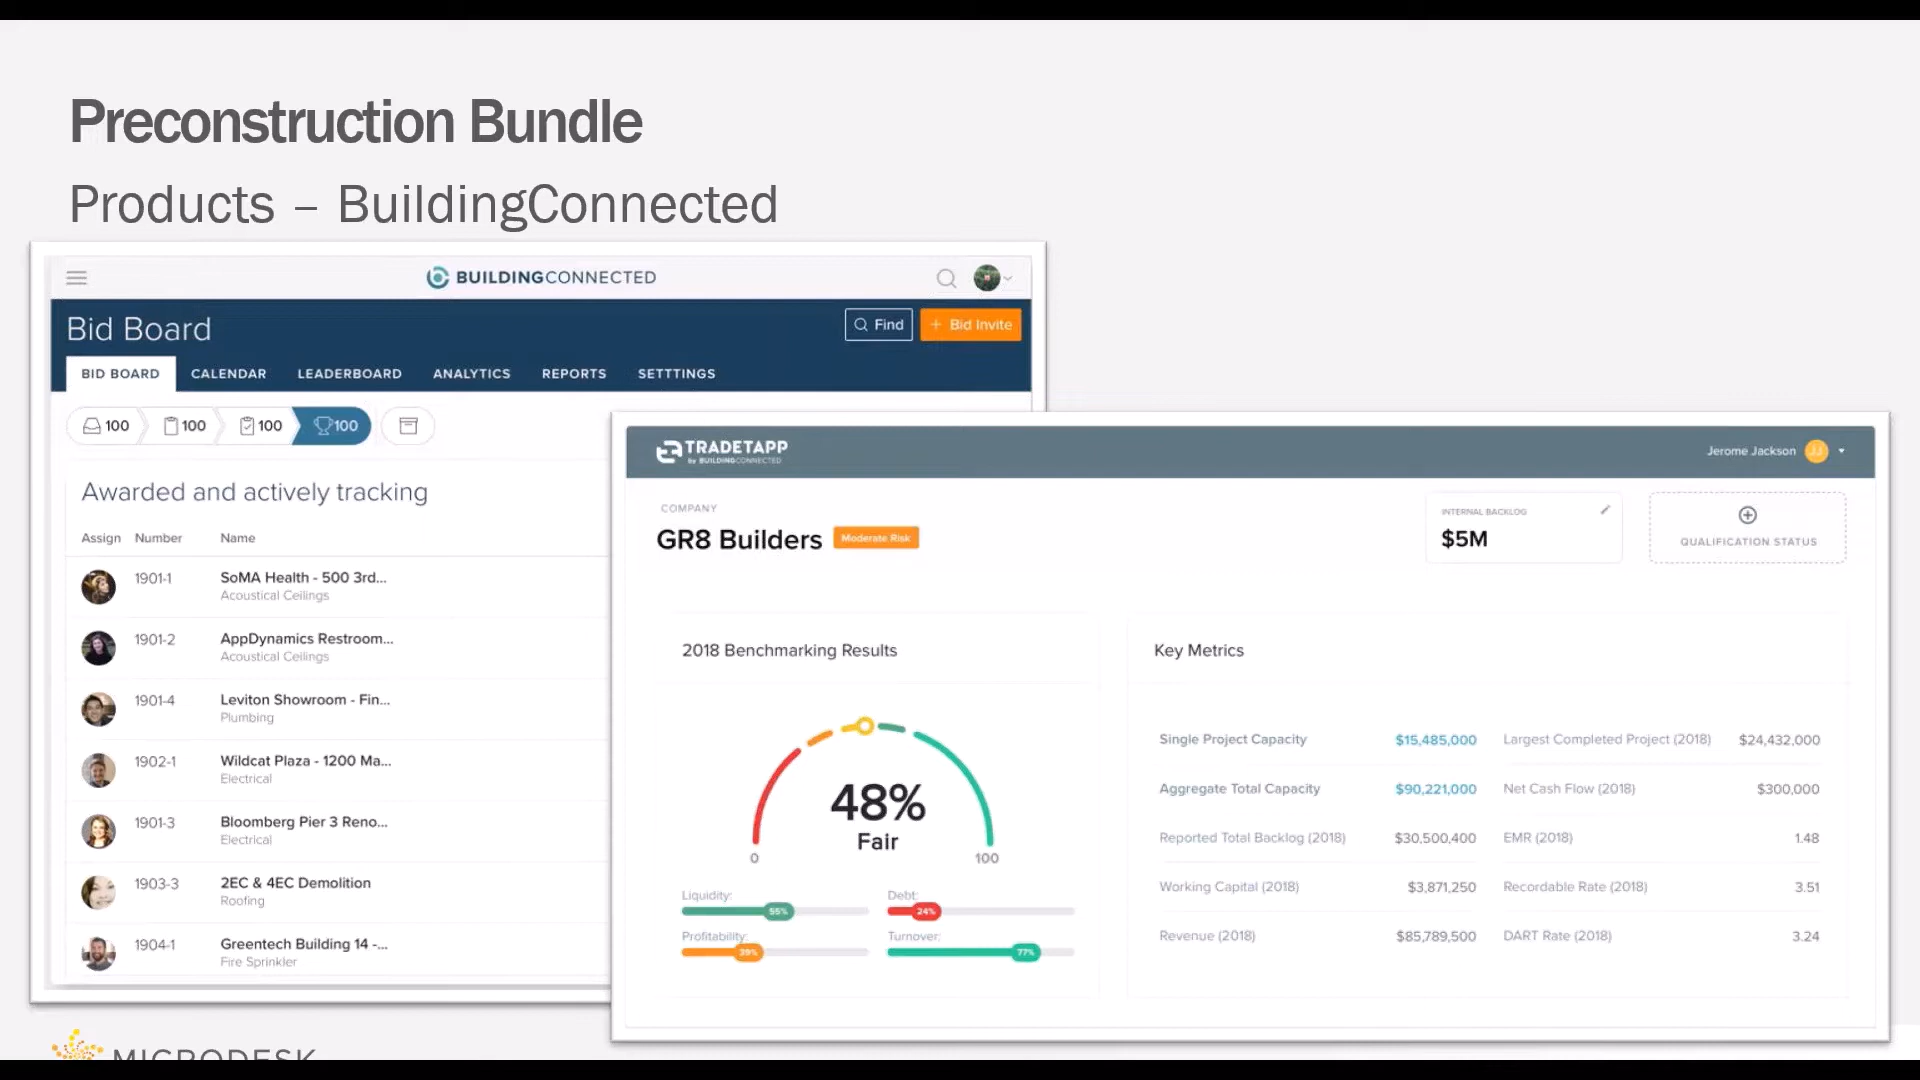 Preconstruction Bundle
Products – BuildingConnected
BUILDINGCONNECTED
Bid Board
Find
+ Bid Invite
BID BOARD CALENDAR LEADERBOARD ANALYTICS REPORTS SETTTINGS
100 100 100 100
Awarded and actively tracking
Assign Number Name
1901-1 SoMA Health - 500 3rd...
Acoustical Ceilings
1901-2 AppDynamics Restroom...
Acoustical Ceilings
1901-4 Leviton Showroom - Fin...
Plumbing
1902-1 Wildcat Plaza - 1200 Ma...
Electrical
1901-3 Bloomberg Pier 3 Reno...
Electrical
1903-3 2EC & 4EC Demolition
Roofing
1904-1 Greentech Building 14 -...
Fire Sprinkler
TRADETAPP
by BUILDINGCONNECTED
Jerome Jackson JJ
COMPANY
GR8 Builders Moderate Risk
INTERNAL BACKLOG
$5M
QUALIFICATION STATUS
2018 Benchmarking Results
48%
Fair
0 100
Liquidity: Debt:
55% 24%
Profitability: Turnover:
39% 77%
Key Metrics
Single Project Capacity $15,485,000 Largest Completed Project (2018) $24,432,000
Aggregate Total Capacity $90,221,000 Net Cash Flow (2018) $300,000
Reported Total Backlog (2018) $30,500,400 EMR (2018) 1.48
Working Capital (2018) $3,871,250 Recordable Rate (2018) 3.51
Revenue (2018) $85,789,500 DART Rate (2018) 3.24
MICRODESK